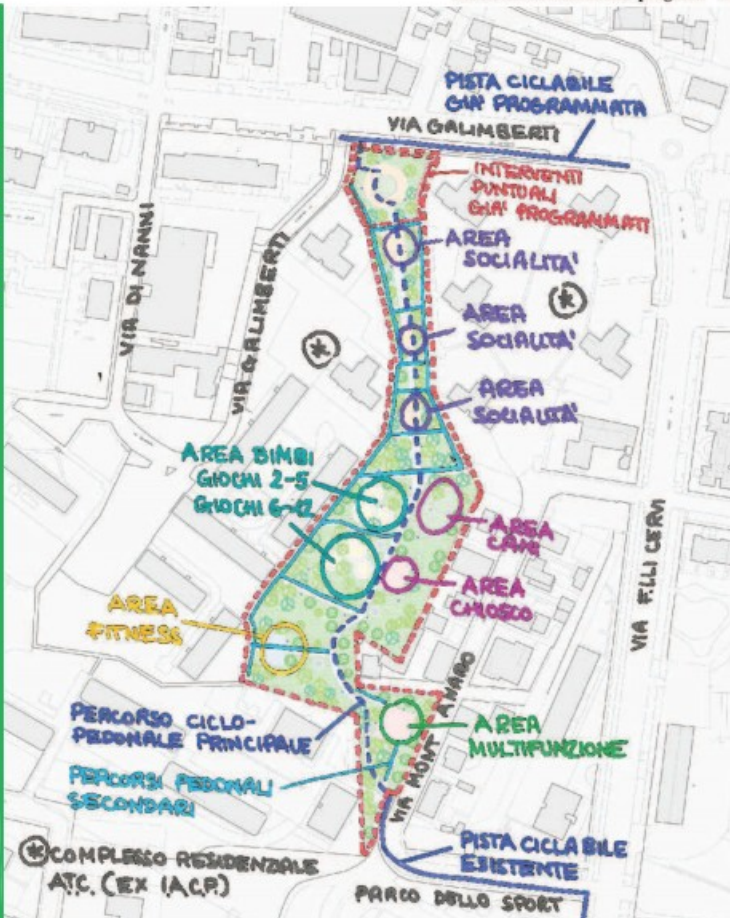 PISTA CICLABILE
GIA' PROGRAMMATA
VIA GALIMBERTI
INTERVENTI
PUNTUALI
GIA' PROGRAMMATI
AREA
SOCIALITA'
VIA DI NANNI
VIA GALIMBERTI
*
*
AREA
SOCIALITA'
AREA
SOCIALITA'
AREA BIMBI
GIOCHI 2-5
GIOCHI 6-12
AREA
CANI
AREA
CHIOSCO
VIA F.LLI CERVI
AREA
FITNESS
PERCORSO CICLO-
PEDONALE PRINCIPALE
AREA
MULTIFUNZIONE
PERCORSI PEDONALI
SECONDARI
VIA MONT ANARO
PISTA CICLABILE
ESISTENTE
* COMPLESSO RESIDENZIALE
A.T.C. (EX I.A.C.P.)
PARCO DELLO SPORT